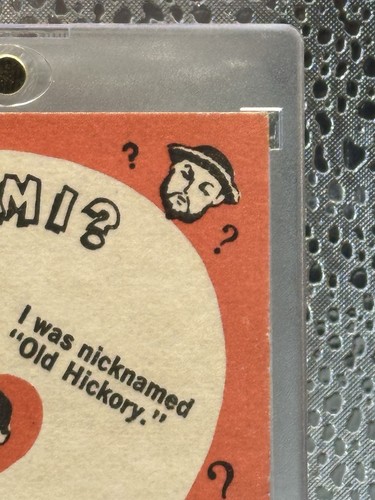 MI?
?
?
I was nicknamed
"Old Hickory."
?